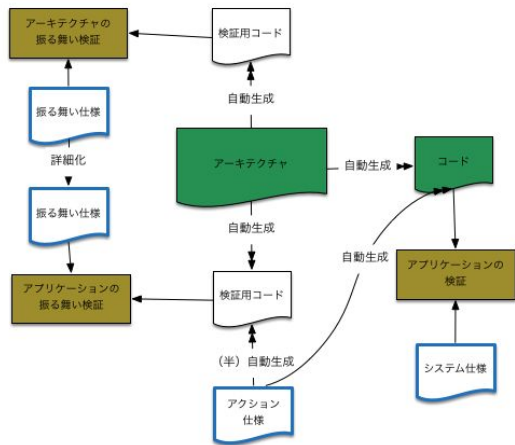 アーキテクチャの
振る舞い検証
検証用コード
自動生成
振る舞い仕様
詳細化
アーキテクチャ
自動生成
コード
振る舞い仕様
自動生成
自動生成
アプリケーションの
検証
アプリケーションの
振る舞い検証
検証用コード
(半)自動生成
システム仕様
アクション
仕様